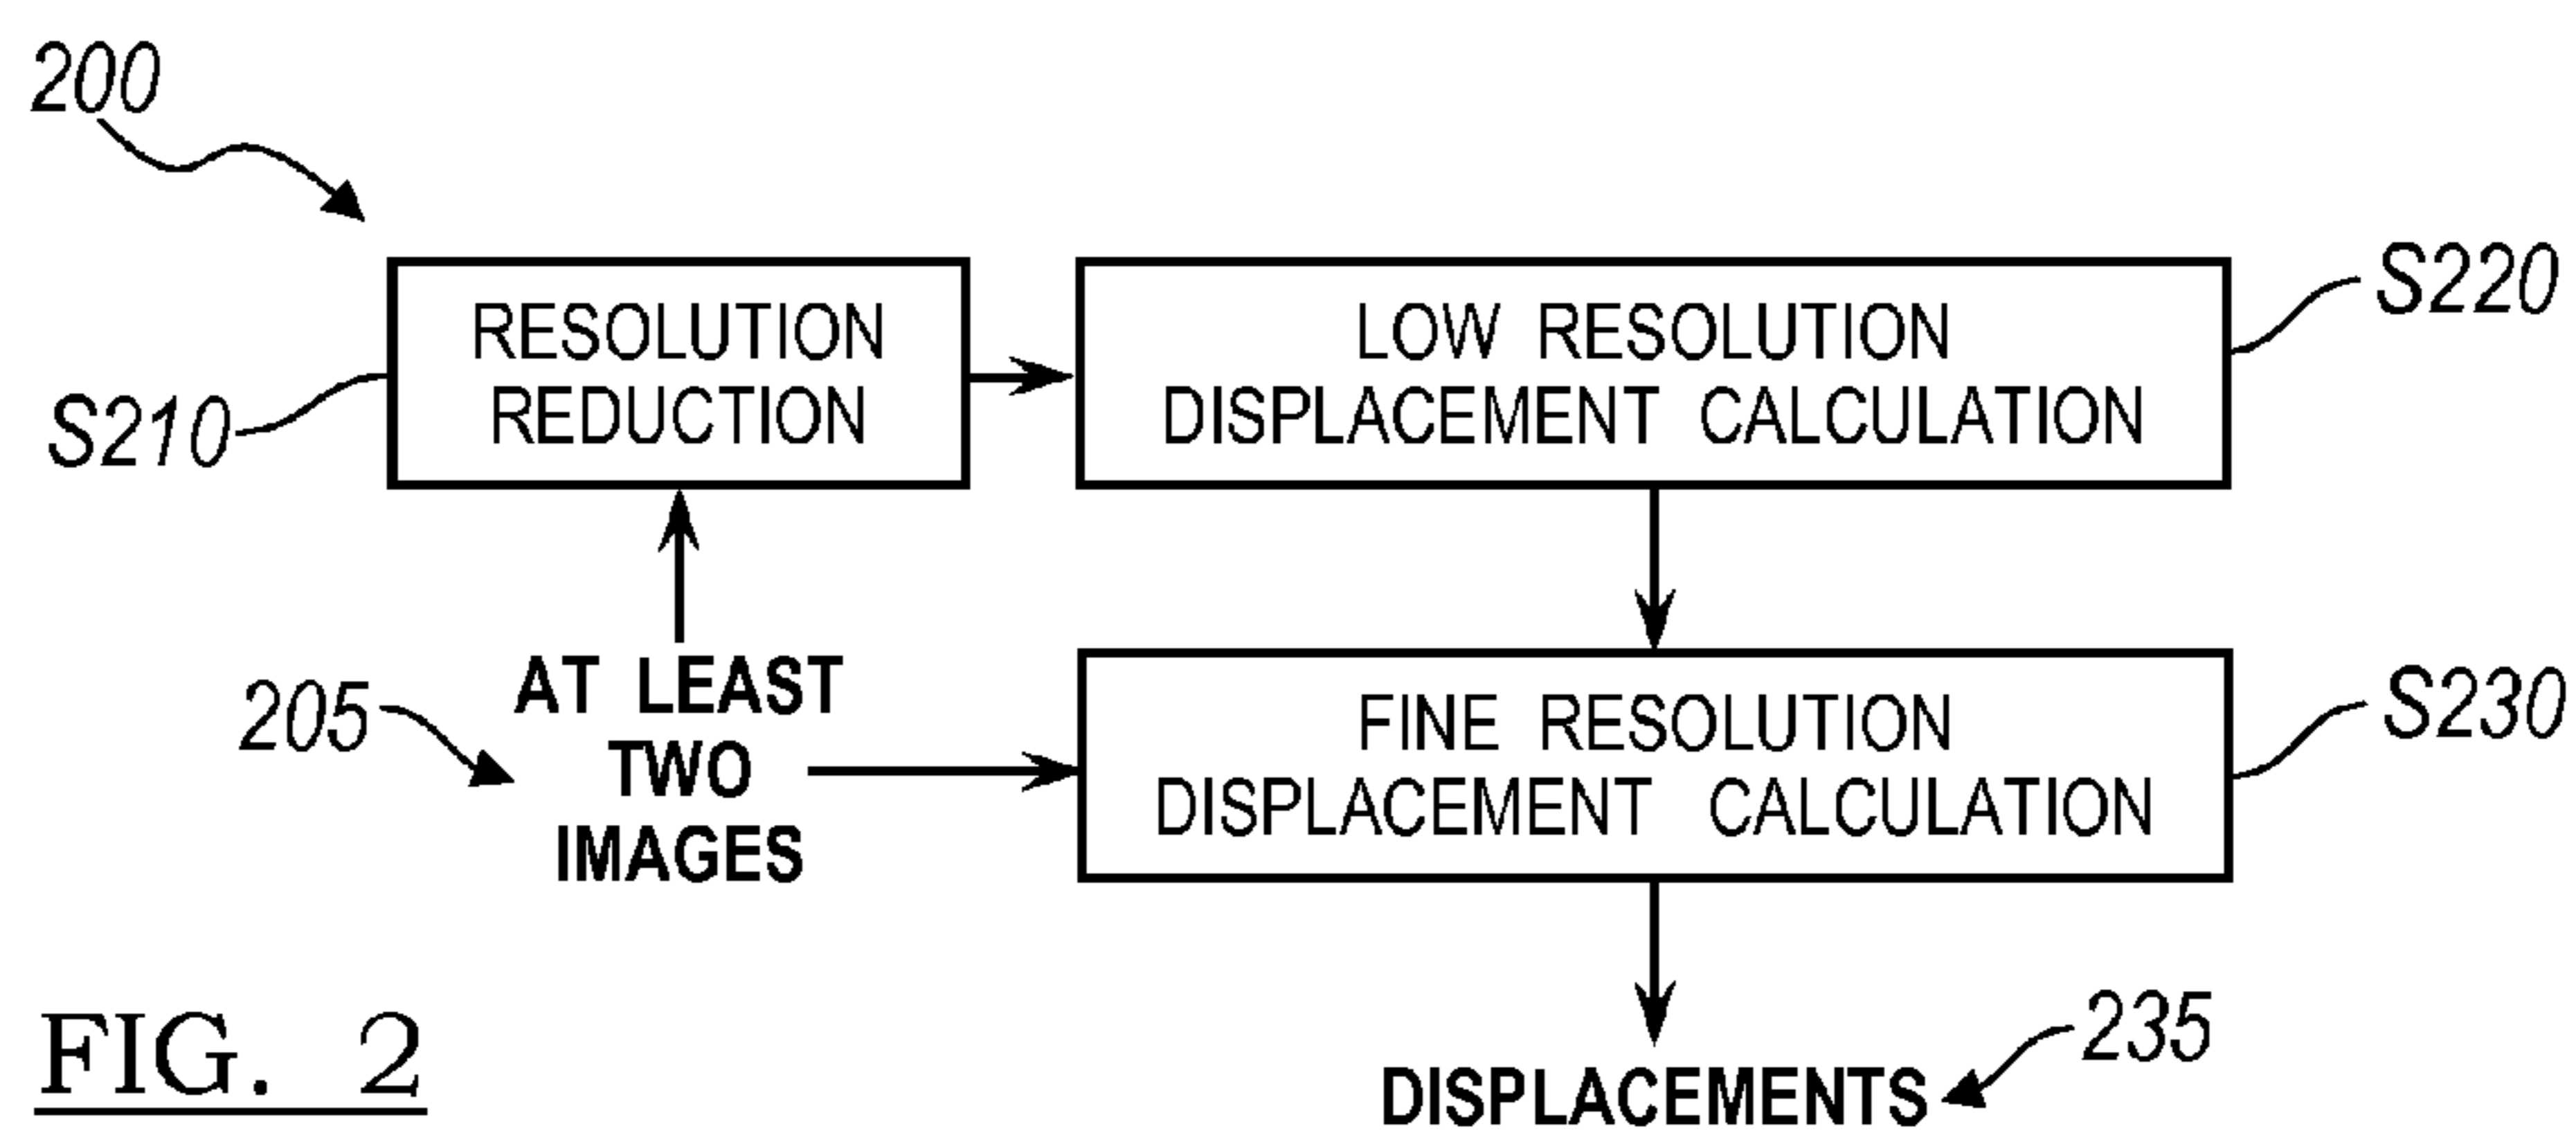 200
RESOLUTION
REDUCTION
S210
LOW RESOLUTION
DISPLACEMENT CALCULATION
S220
205
AT LEAST
TWO
IMAGES
FINE RESOLUTION
DISPLACEMENT CALCULATION
S230
DISPLACEMENTS
235
FIG. 2